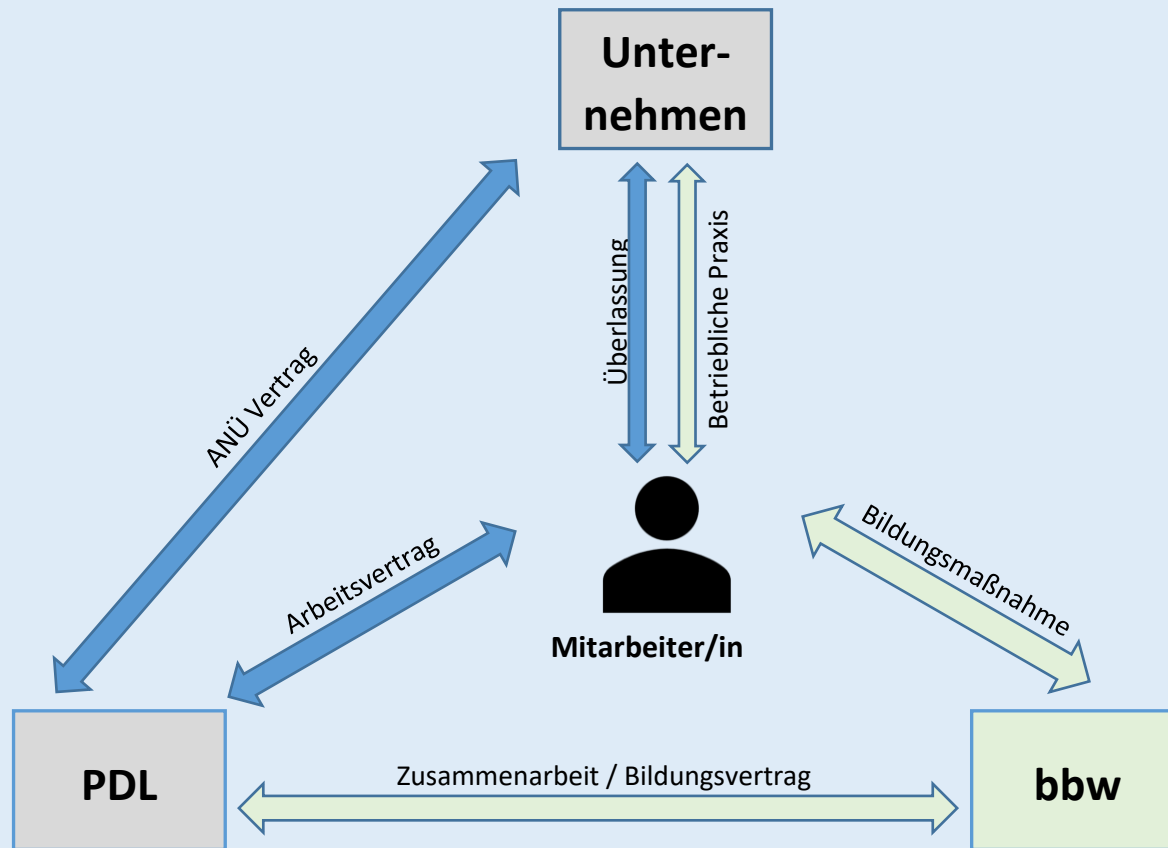 Unter-
nehmen
ANÜ Vertrag
Überlassung
Betriebliche Praxis
Arbeitsvertrag
Bildungsmaßnahme
Mitarbeiter/in
PDL
Zusammenarbeit / Bildungsvertrag
bbw